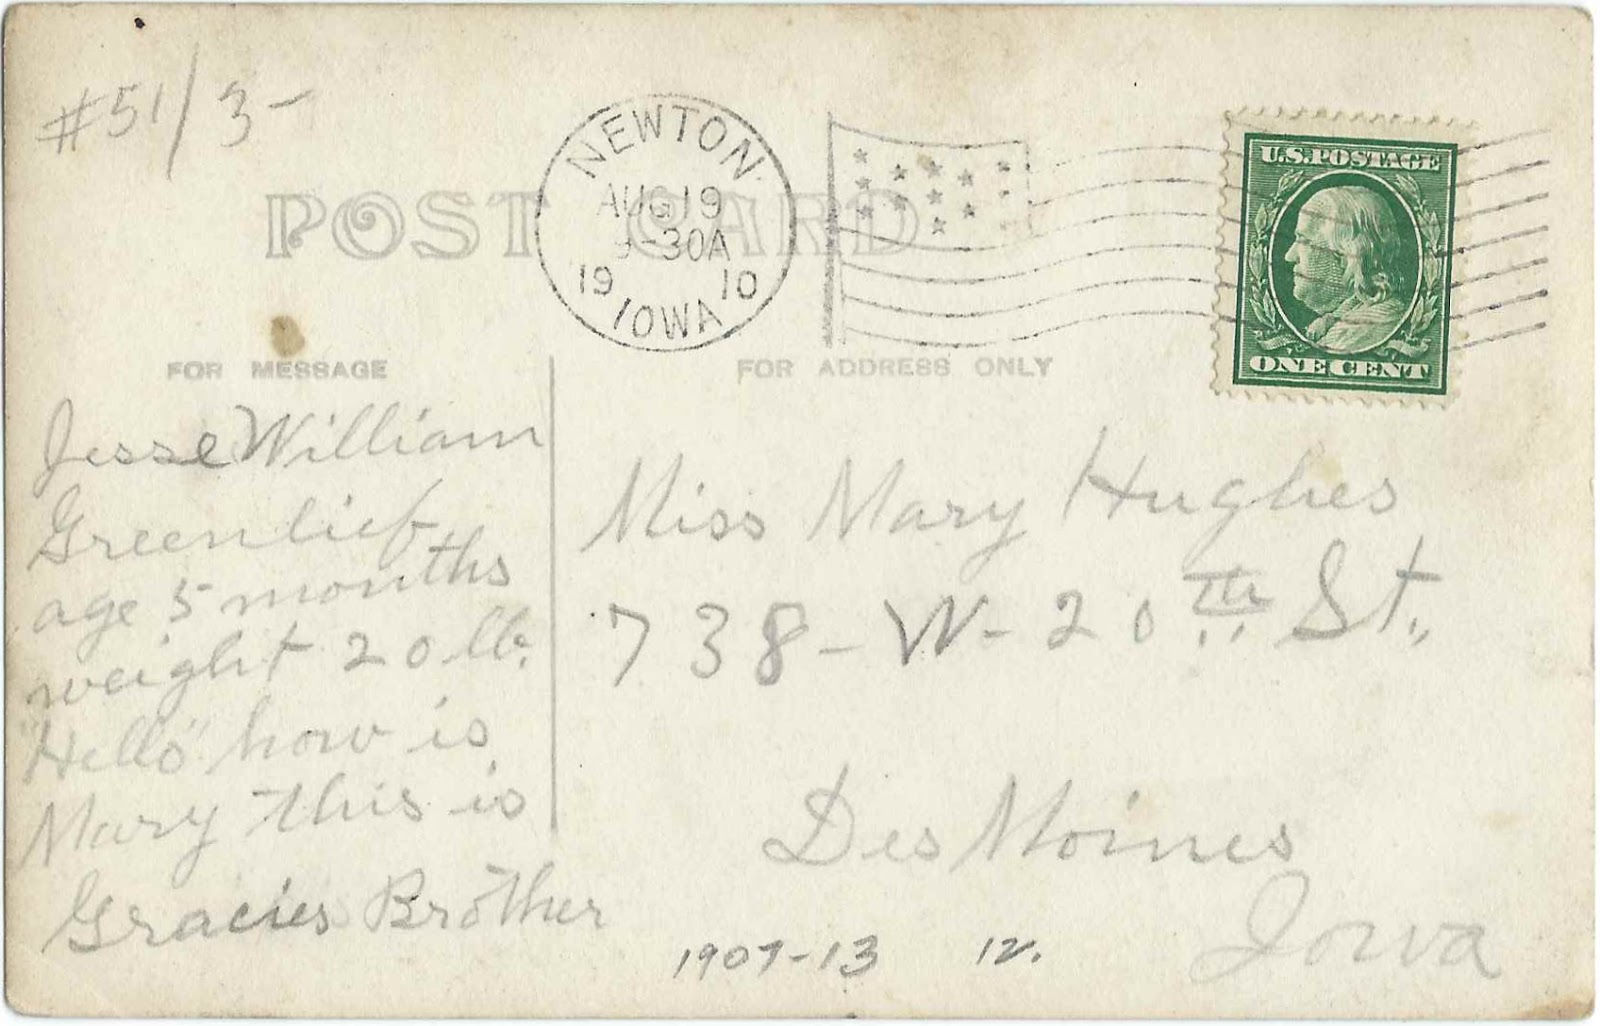 #51/3-
NEWTON
AUG 19
-30A
19 10
IOWA
U.S. POSTAGE
ONE CENT
POST CARD
FOR MESSAGE
FOR ADDRESS ONLY
Jesse William
Greenlief
age 5 months
weight 20 lb.
"Hello" how is
Mary this is
Gracies Brother
Miss Mary Hughes
738-W-20th St.,
Des Moines
Iowa
1907-13 12.